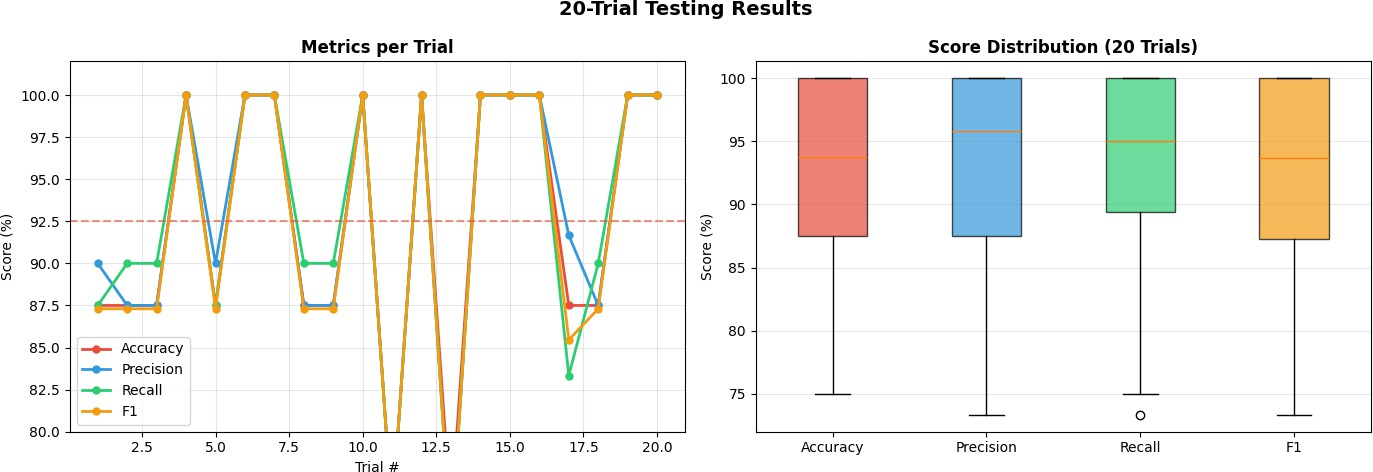 20-Trial Testing Results
Metrics per Trial
Score (%)
100.0
97.5
95.0
92.5
90.0
87.5
85.0
82.5
80.0
Accuracy
Precision
Recall
F1
2.5 5.0 7.5 10.0 12.5 15.0 17.5 20.0
Trial #
Score Distribution (20 Trials)
Score (%)
100
95
90
85
80
75
Accuracy Precision Recall F1